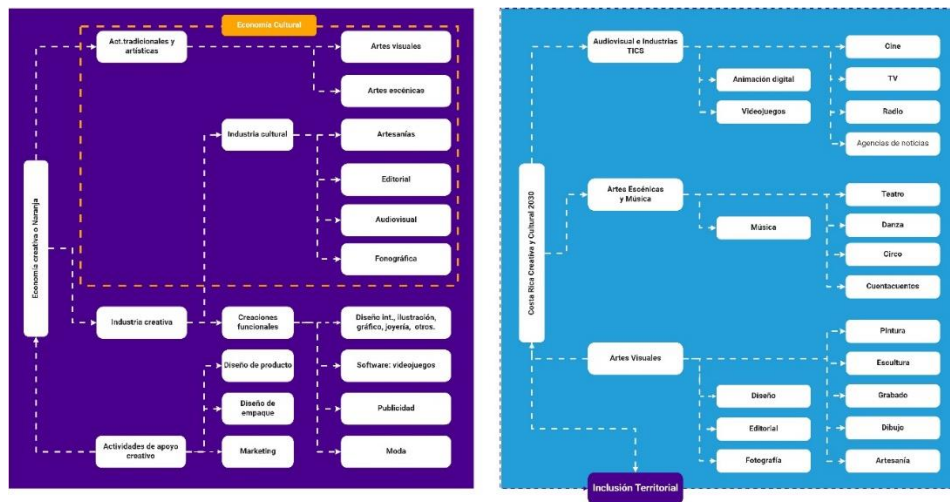 Economía Cultural
Act.tradicionales y
artísticas
Artes visuales
Artes escénicas
Industria cultural
Artesanías
Editorial
Audiovisual
Fonográfica
Economía creativa o Naranja
Industria creativa
Creaciones
funcionales
Diseño int., ilustración,
gráfico, joyería, otros.
Diseño de producto
Software: videojuegos
Diseño de
empaque
Publicidad
Actividades de apoyo
creativo
Marketing
Moda
Audiovisual e Industrias
TICS
Cine
Animación digital
TV
Videojuegos
Radio
Agencias de noticias
Costa Rica Creativa y Cultural 2030
Artes Escénicas
y Música
Teatro
Música
Danza
Circo
Cuentacuentos
Artes Visuales
Pintura
Escultura
Diseño
Grabado
Editorial
Dibujo
Fotografía
Artesanía
Inclusión Territorial